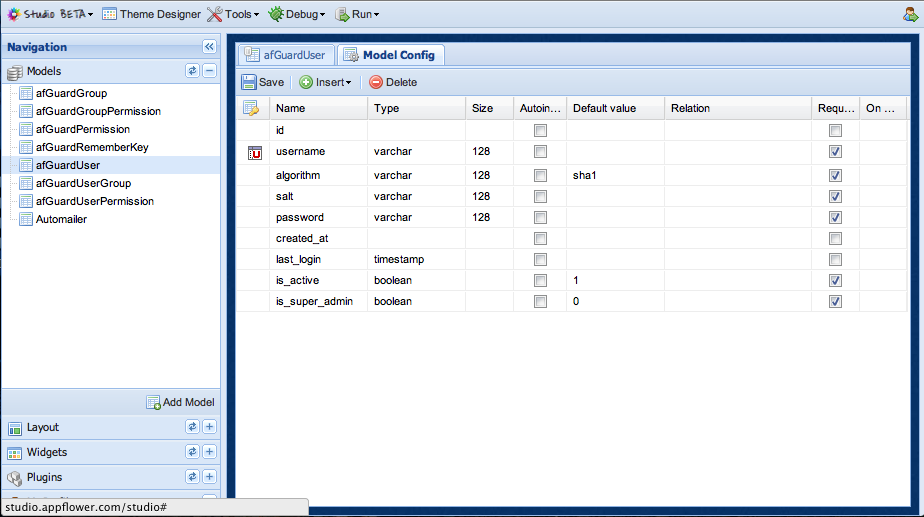 Studio BETA Theme Designer Tools Debug Run
Navigation
Models
afGuardGroup
afGuardGroupPermission
afGuardPermission
afGuardRememberKey
afGuardUser
afGuardUserGroup
afGuardUserPermission
Automailer
Add Model
Layout
Widgets
Plugins
studio.appflower.com/studio#
afGuardUser Model Config
Save Insert Delete
Name Type Size Autoin... Default value Relation Requ... On ...
id
U username varchar 128
algorithm varchar 128 sha1
salt varchar 128
password varchar 128
created_at
last_login timestamp
is_active boolean 1
is_super_admin boolean 0